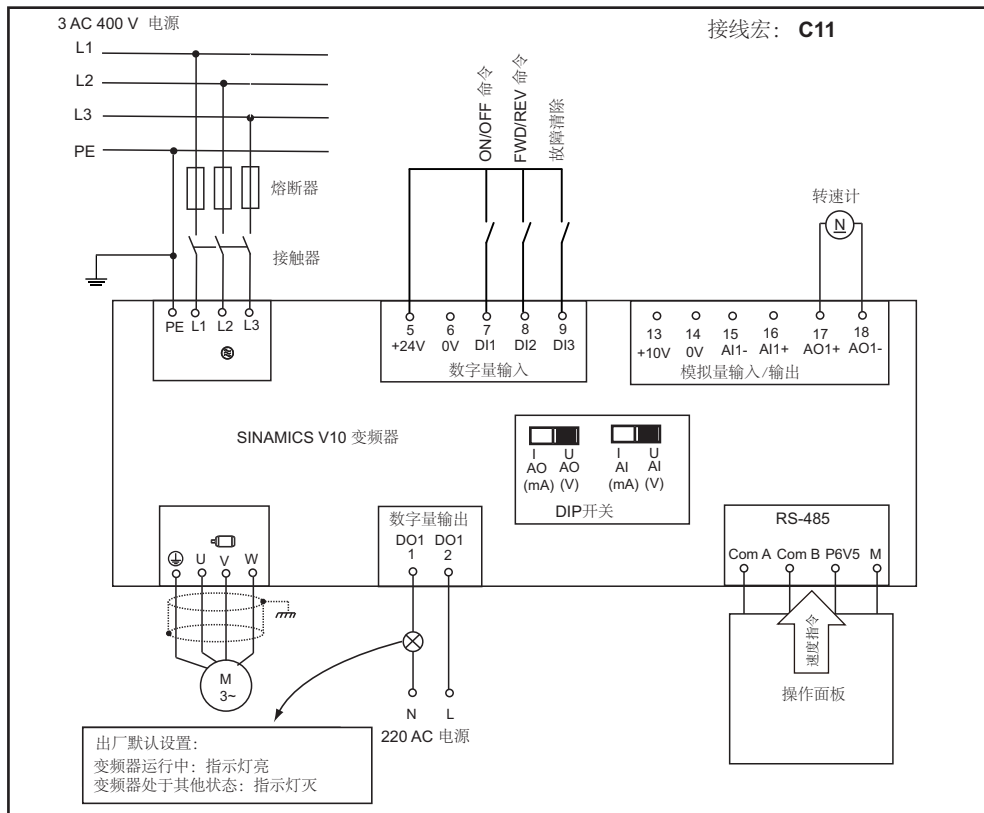 3 AC 400 V 电源
接线宏: C11
L1
L2
L3
PE
熔断器
接触器
ON/OFF 命令
FWD/REV 命令
故障清除
转速计
N
PE L1 L2 L3
5 6 7 8 9
+24V 0V DI1 DI2 DI3
数字量输入
13 14 15 16 17 18
+10V 0V AI1- AI1+ AO1+ AO1-
模拟量输入/输出
SINAMICS V10 变频器
I U I U
AO AO AI AI
(mA) (V) (mA) (V)
DIP开关
U V W
数字量输出
DO1 DO1
1 2
RS-485
Com A Com B P6V5 M
速度指令
操作面板
M
3~
N L
220 AC 电源
出厂默认设置:
变频器运行中: 指示灯亮
变频器处于其他状态: 指示灯灭